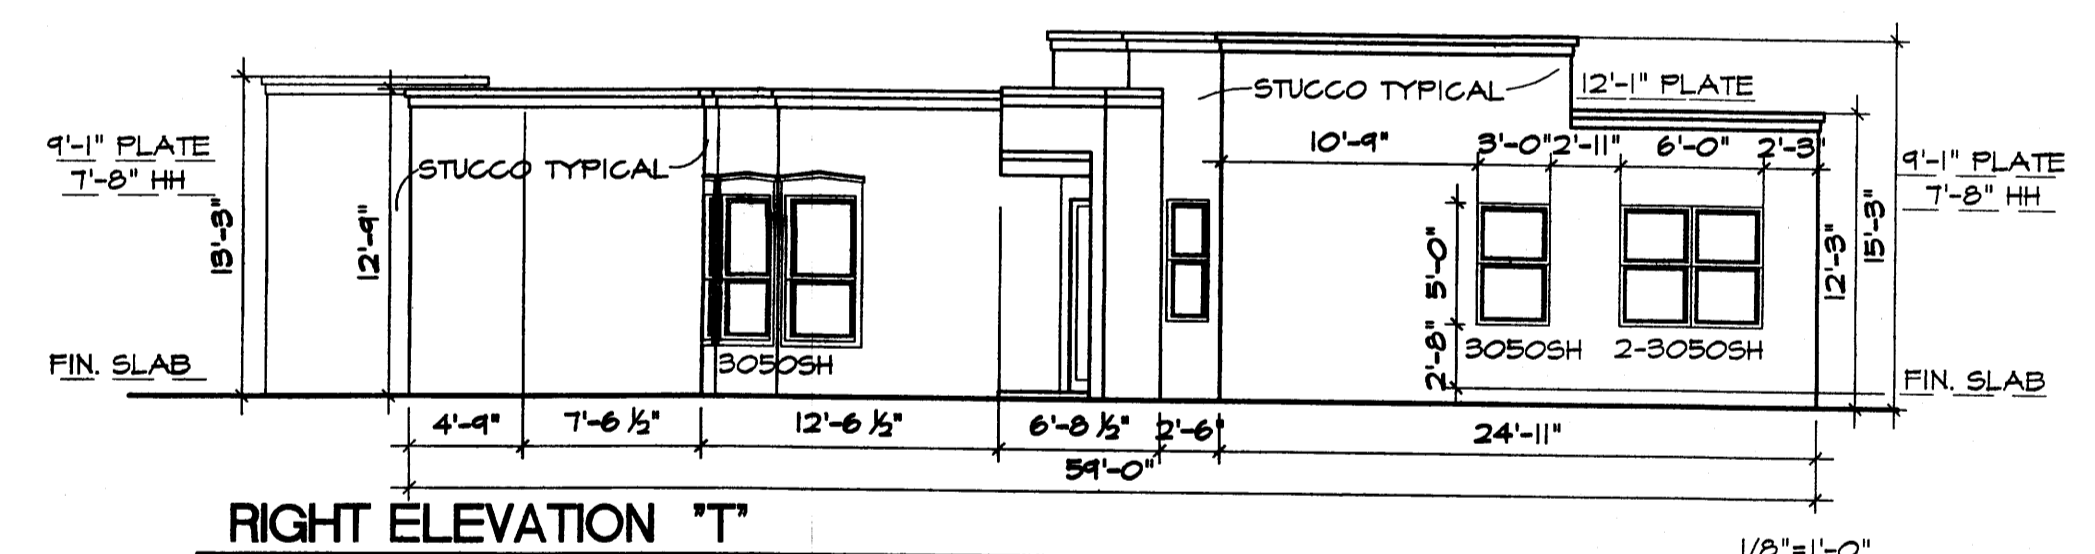 STUCCO TYPICAL
12'-1" PLATE
9'-1" PLATE
7'-8" HH
STUCCO TYPICAL
10'-9"
3'-0"
2'-11"
6'-0"
2'-3"
9'-1" PLATE
7'-8" HH
13'-3"
12'-9"
5'-0"
2'-8"
12'-3"
15'-3"
3050SH
3050SH
2-3050SH
FIN. SLAB
FIN. SLAB
4'-9"
7'-6 ½"
12'-6 ½"
6'-8 ½"
2'-6"
24'-11"
59'-0"
RIGHT ELEVATION "T"
1/8"=1'-0"